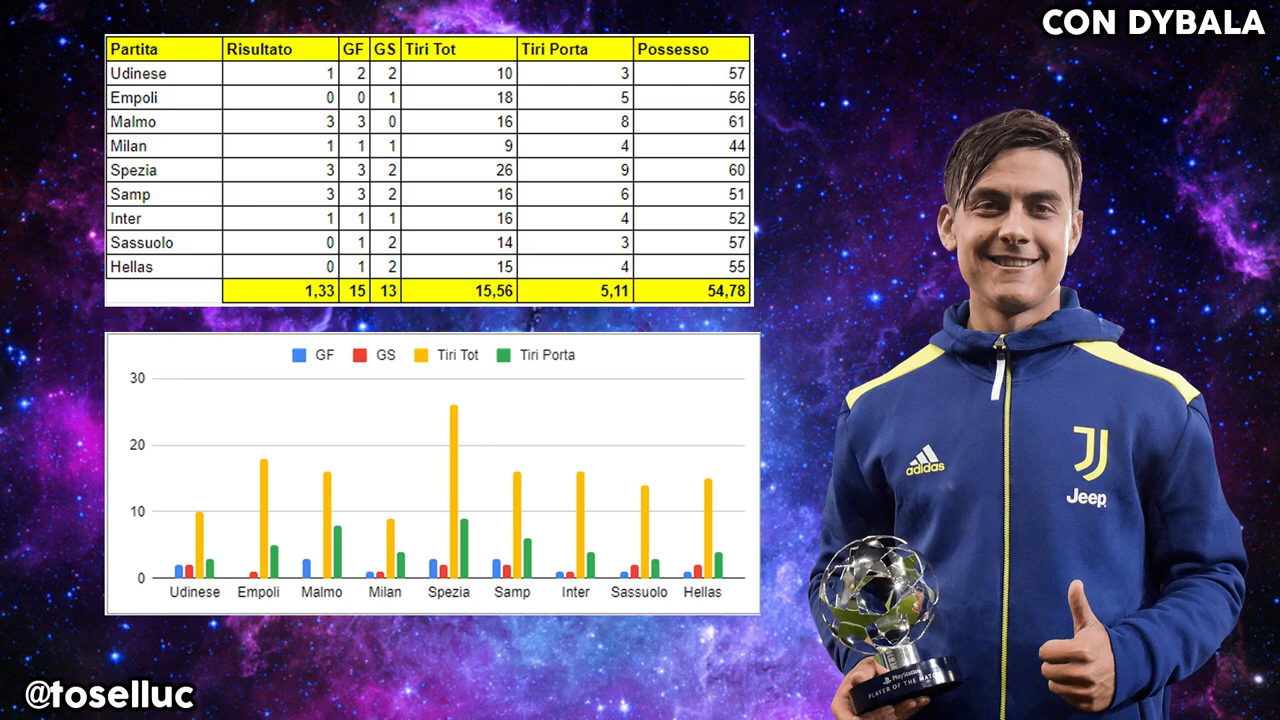 CON DYBALA
Partita Risultato GF GS Tiri Tot Tiri Porta Possesso
Udinese 1 2 2 10 3 57
Empoli 0 0 1 18 5 56
Malmo 3 3 0 16 8 61
Milan 1 1 1 9 4 44
Spezia 3 3 2 26 9 60
Samp 3 3 2 16 6 51
Inter 1 1 1 16 4 52
Sassuolo 0 1 2 14 3 57
Hellas 0 1 2 15 4 55
1,33 15 13 15,56 5,11 54,78
GF GS Tiri Tot Tiri Porta
30
20
10
0
Udinese Empoli Malmo Milan Spezia Samp Inter Sassuolo Hellas
adidas
Jeep
PlayStation
PLAYER OF THE MATCH
@toselluc